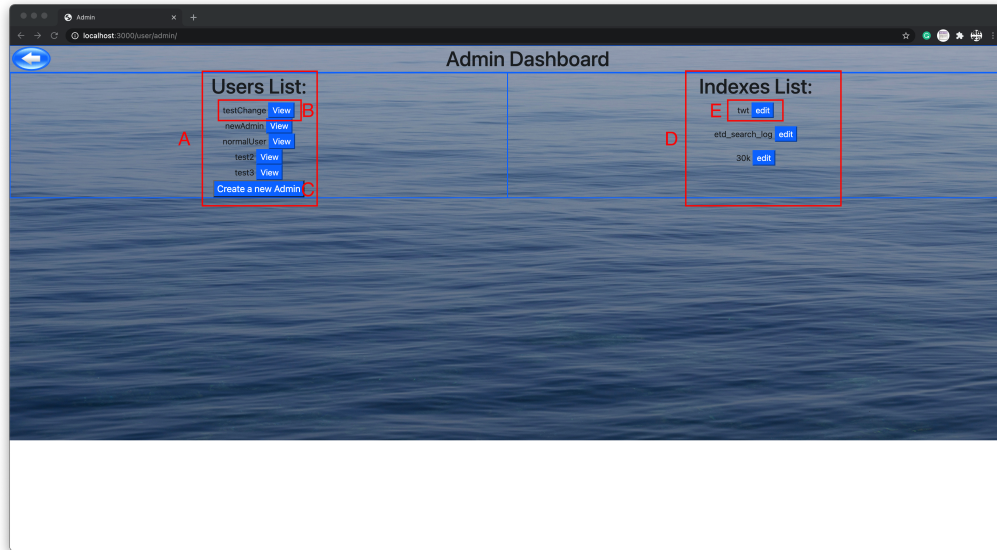 Admin
localhost:3000/user/admin/
Admin Dashboard
Users List:
testChange View B
newAdmin View
A
normalUser View
test2 View
test3 View
Create a new Admin C
Indexes List:
E twt edit
D
etd_search_log edit
30k edit